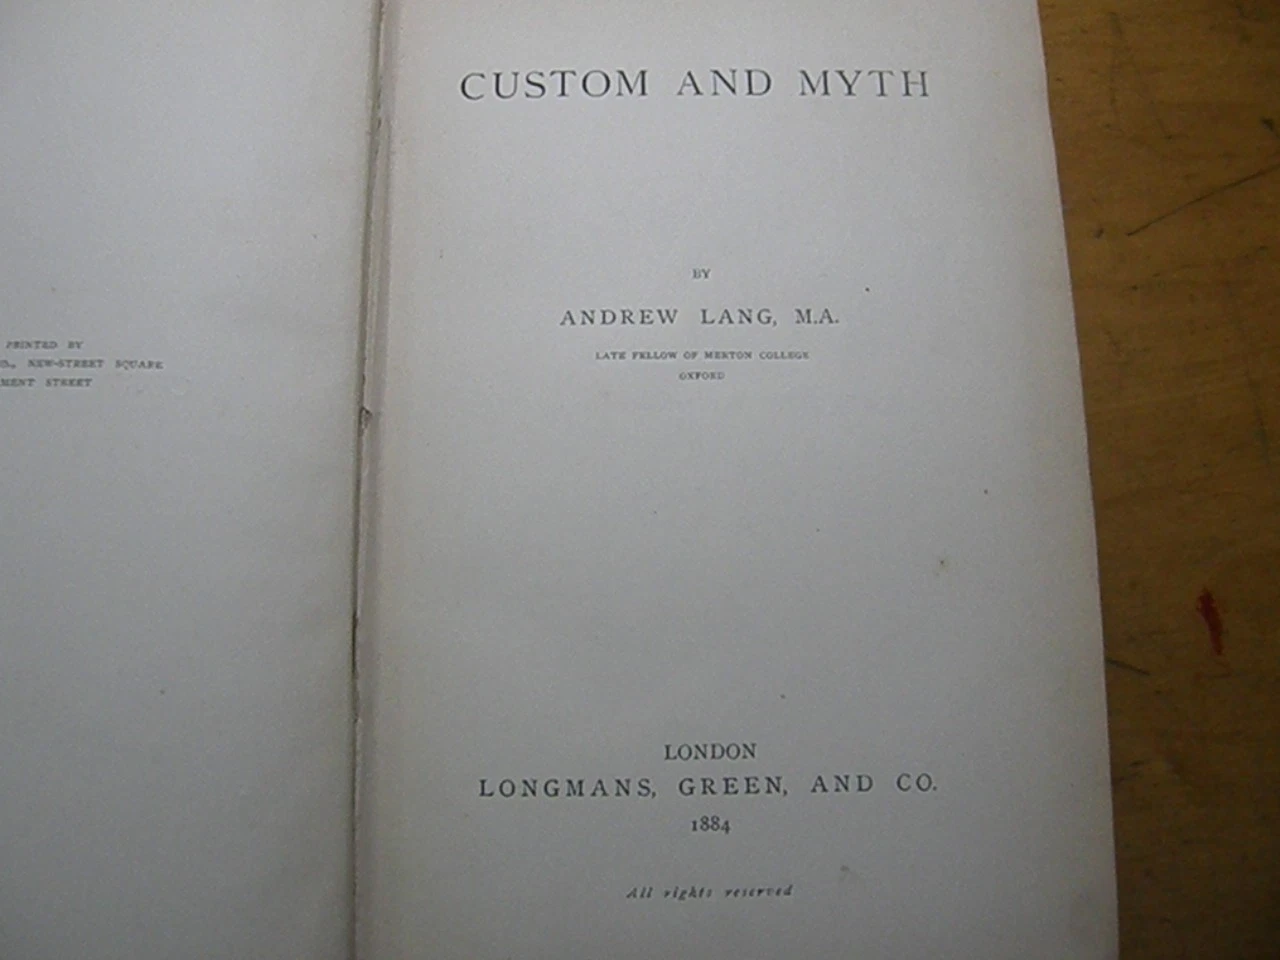 PRINTED BY
NEW-STREET SQUARE
STREET
CUSTOM AND MYTH
BY
ANDREW LANG, M.A.
LATE FELLOW OF MERTON COLLEGE
OXFORD
LONDON
LONGMANS, GREEN, AND CO.
1884
All rights reserved